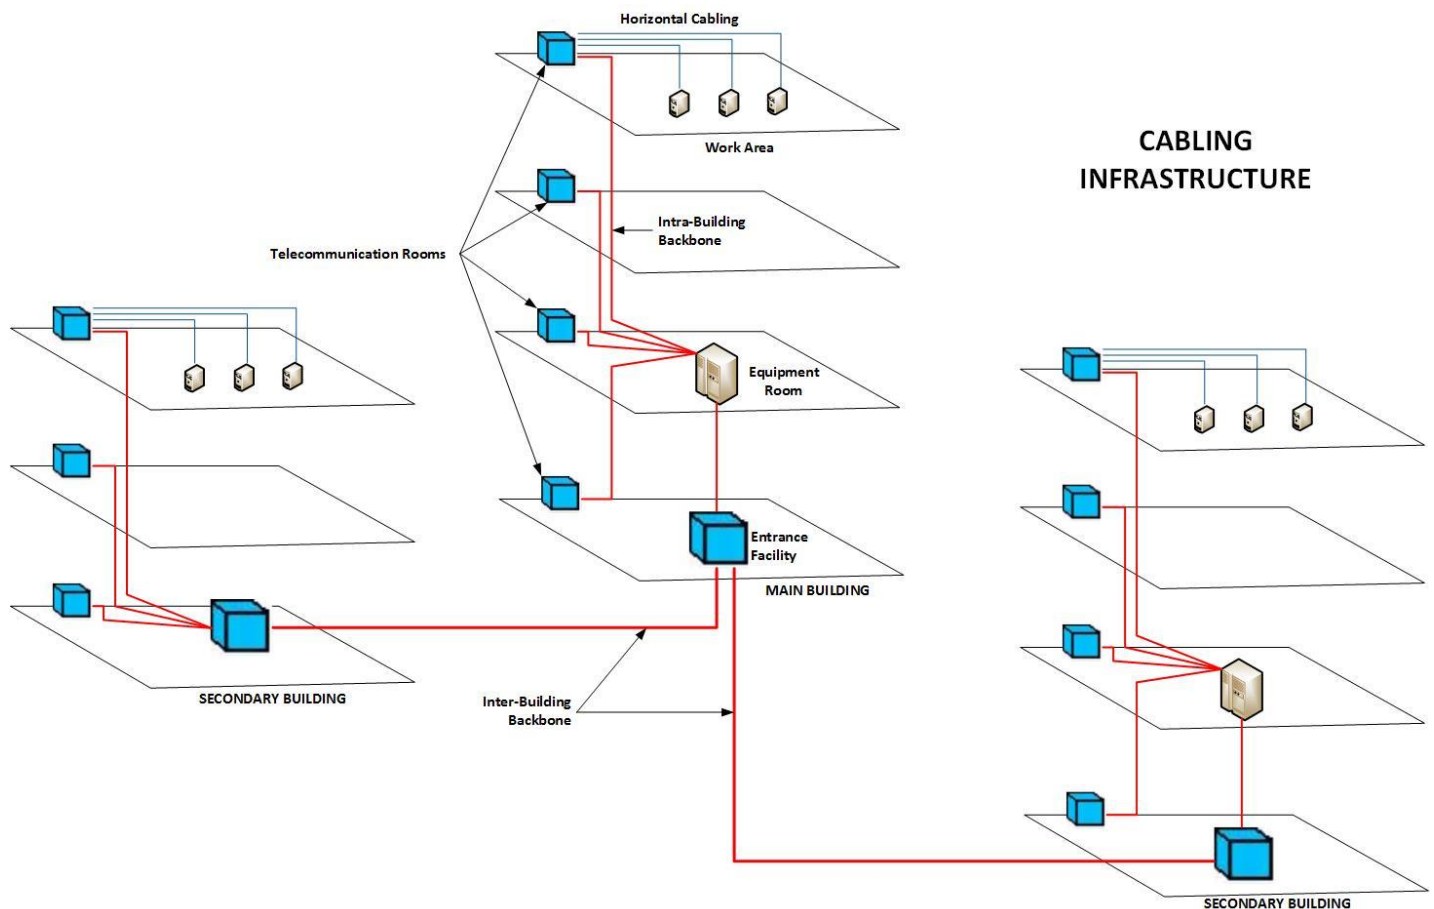 Horizontal Cabling
CABLING
INFRASTRUCTURE
Work Area
Intra-Building
Backbone
Telecommunication Rooms
Equipment
Room
Entrance
Facility
MAIN BUILDING
SECONDARY BUILDING
Inter-Building
Backbone
SECONDARY BUILDING